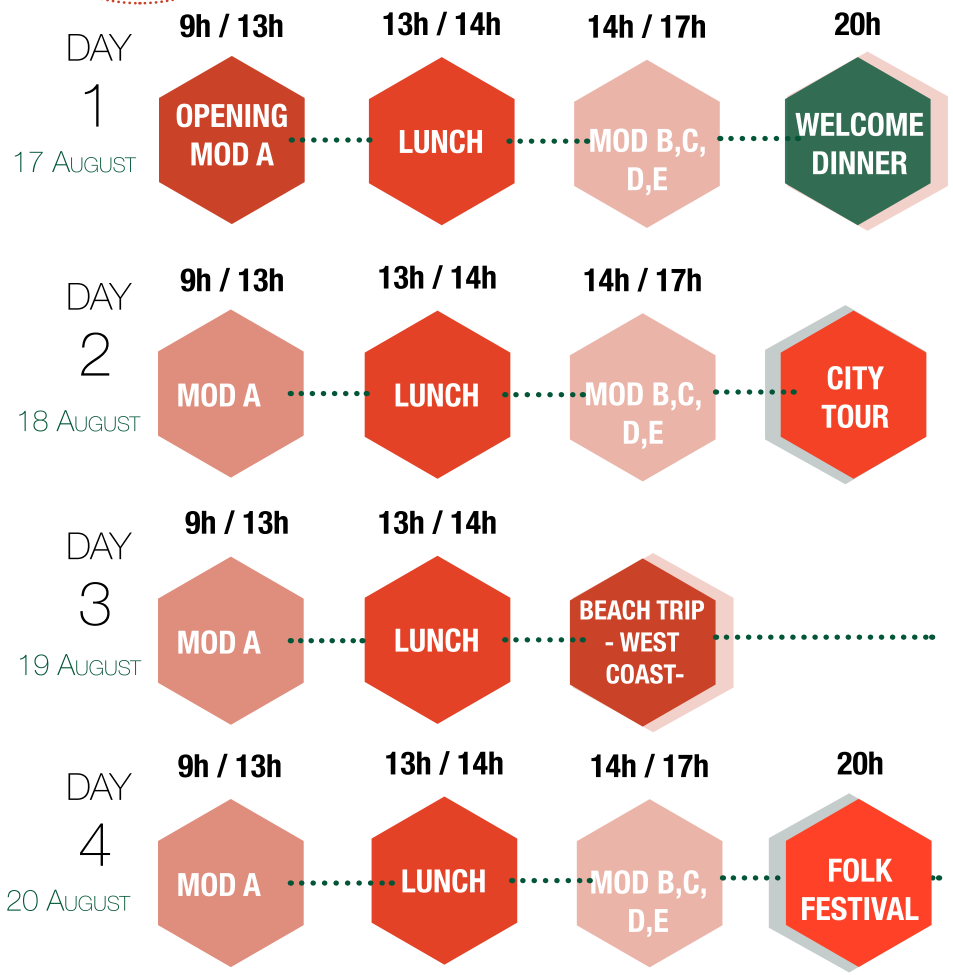 9h / 13h
13h / 14h
14h / 17h
20h
DAY
1
17 August
OPENING
MOD A
LUNCH
MOD B,C,
D,E
WELCOME
DINNER
9h / 13h
13h / 14h
14h / 17h
DAY
2
18 August
MOD A
LUNCH
MOD B,C,
D,E
CITY
TOUR
9h / 13h
13h / 14h
DAY
3
19 August
MOD A
LUNCH
BEACH TRIP
- WEST
COAST-
9h / 13h
13h / 14h
14h / 17h
20h
DAY
4
20 August
MOD A
LUNCH
MOD B,C,
D,E
FOLK
FESTIVAL